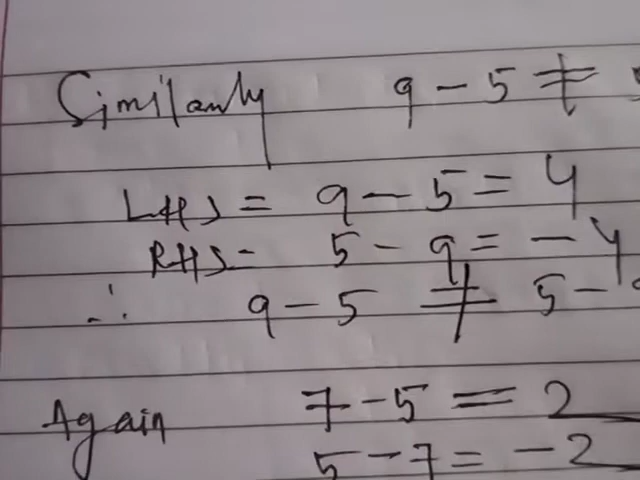 Similarly 9 - 5 ≠
LHS = 9 - 5 = 4
RHS = 5 - 9 = - 4
∴ 9 - 5 ≠ 5 -
Again 7 - 5 = 2
5 - 7 = - 2